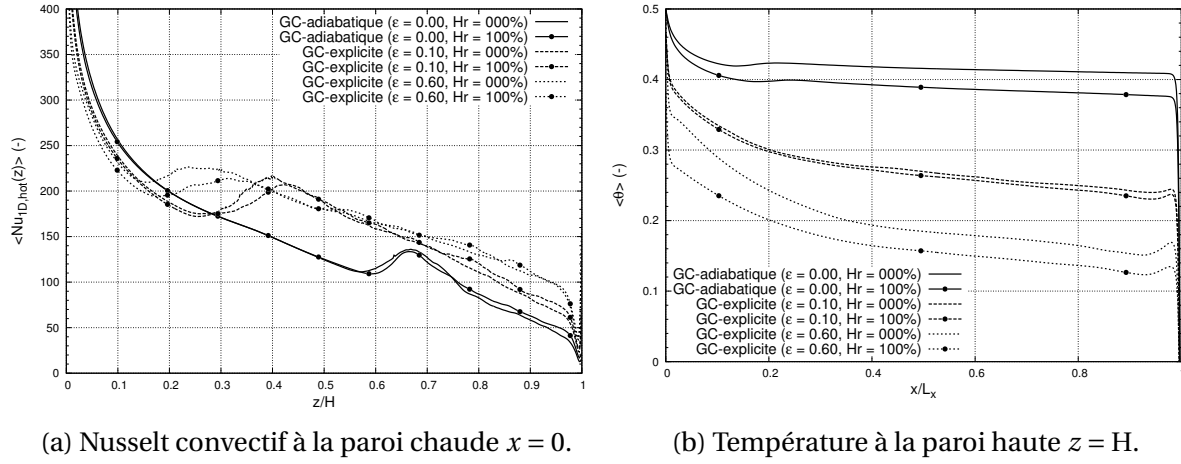 400
350
300
250
200
150
100
50
0
<Nu1D,hot(z)> (-)
GC-adiabatique (ε = 0.00, Hr = 000%)
GC-adiabatique (ε = 0.00, Hr = 100%)
GC-explicite (ε = 0.10, Hr = 000%)
GC-explicite (ε = 0.10, Hr = 100%)
GC-explicite (ε = 0.60, Hr = 000%)
GC-explicite (ε = 0.60, Hr = 100%)
0 0.1 0.2 0.3 0.4 0.5 0.6 0.7 0.8 0.9 1
z/H
(a) Nusselt convectif à la paroi chaude x = 0.
0.5
0.4
0.3
0.2
0.1
0
<θ> (-)
GC-adiabatique (ε = 0.00, Hr = 000%)
GC-adiabatique (ε = 0.00, Hr = 100%)
GC-explicite (ε = 0.10, Hr = 000%)
GC-explicite (ε = 0.10, Hr = 100%)
GC-explicite (ε = 0.60, Hr = 000%)
GC-explicite (ε = 0.60, Hr = 100%)
0 0.2 0.4 0.6 0.8 1
x/Lx
(b) Température à la paroi haute z = H.